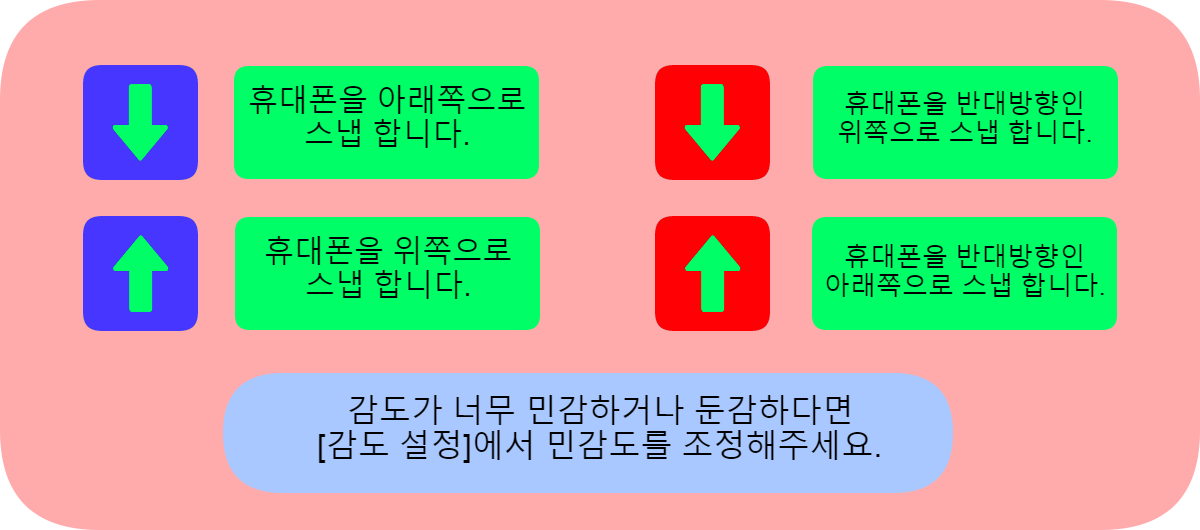 휴대폰을 아래쪽으로
스냅 합니다.
휴대폰을 반대방향인
위쪽으로 스냅 합니다.
휴대폰을 위쪽으로
스냅 합니다.
휴대폰을 반대방향인
아래쪽으로 스냅 합니다.
감도가 너무 민감하거나 둔감하다면
[감도 설정]에서 민감도를 조정해주세요.